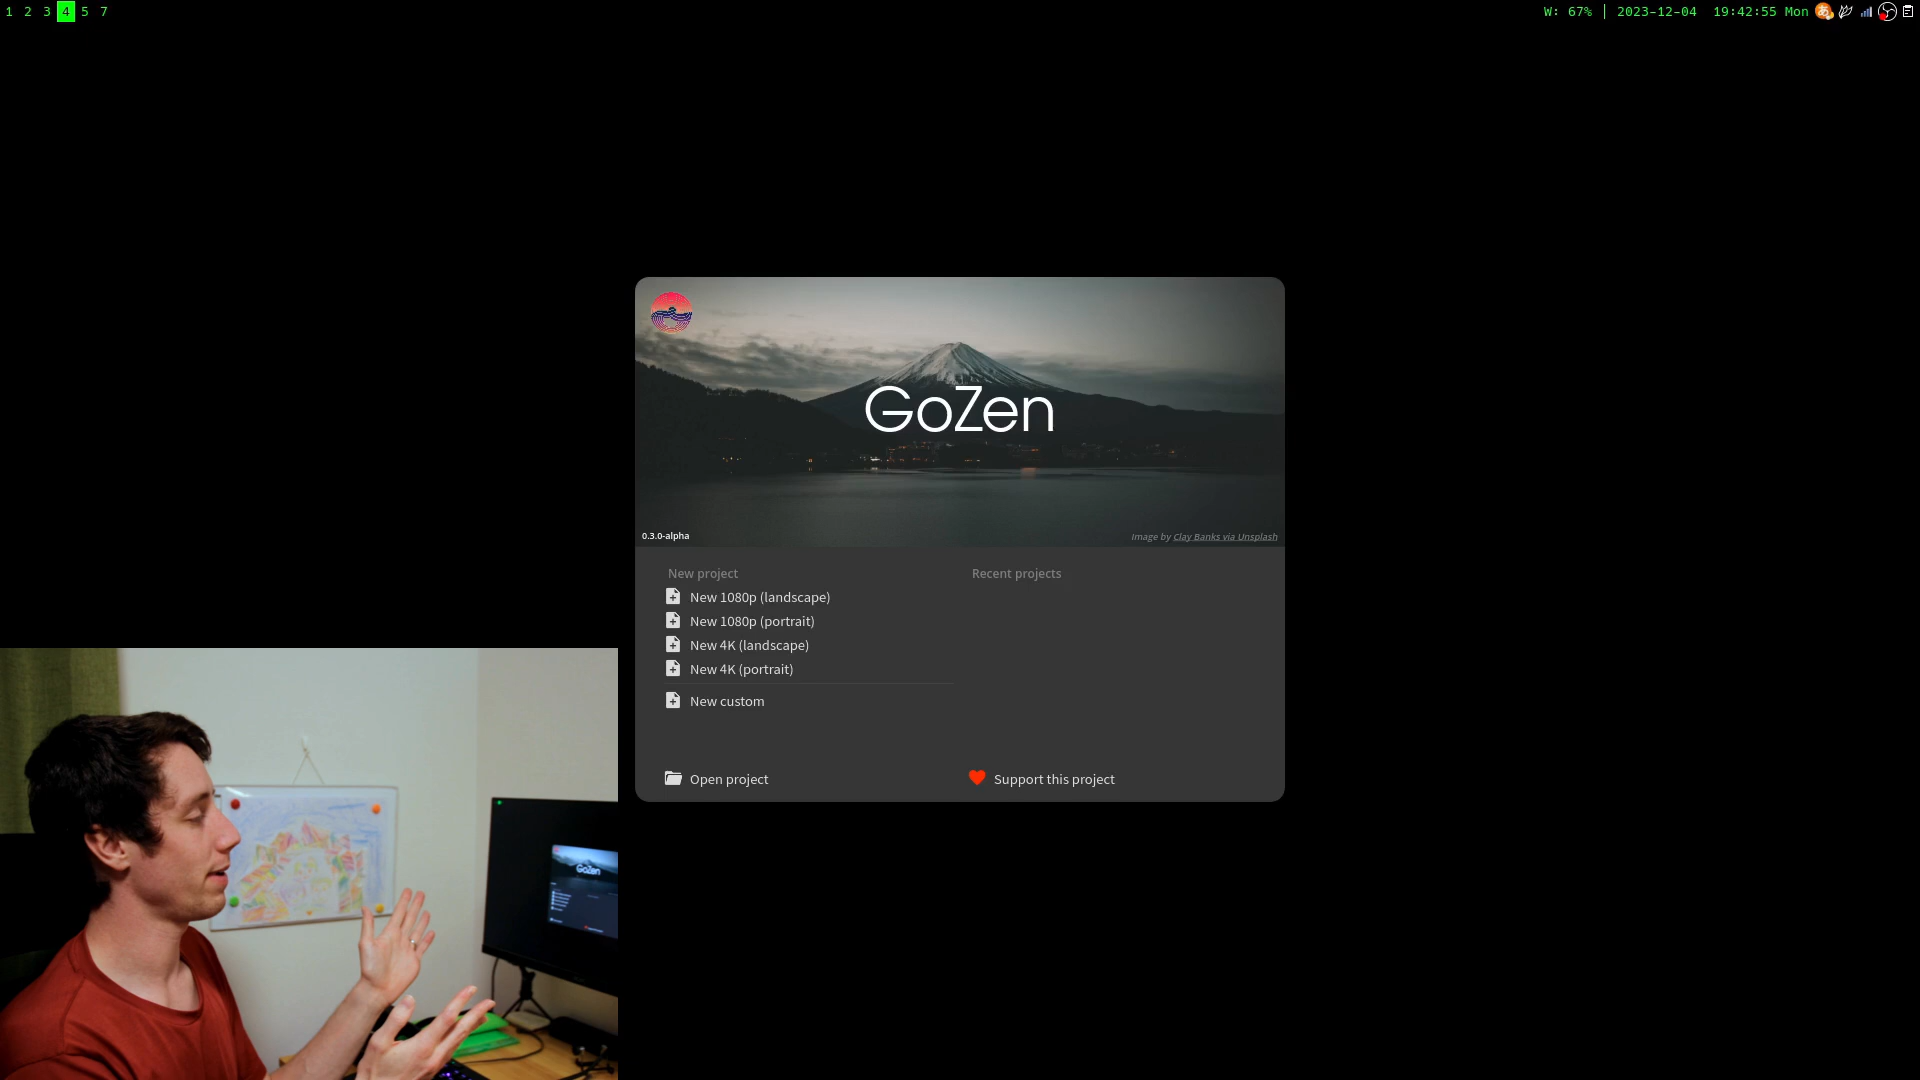 1 2 3 4 5 7
W: 67% | 2023-12-04 19:42:55 Mon あ
GoZen
0.3.0-alpha
Image by Clay Banks via Unsplash
New project
Recent projects
New 1080p (landscape)
New 1080p (portrait)
New 4K (landscape)
New 4K (portrait)
New custom
Open project
Support this project
GoZen